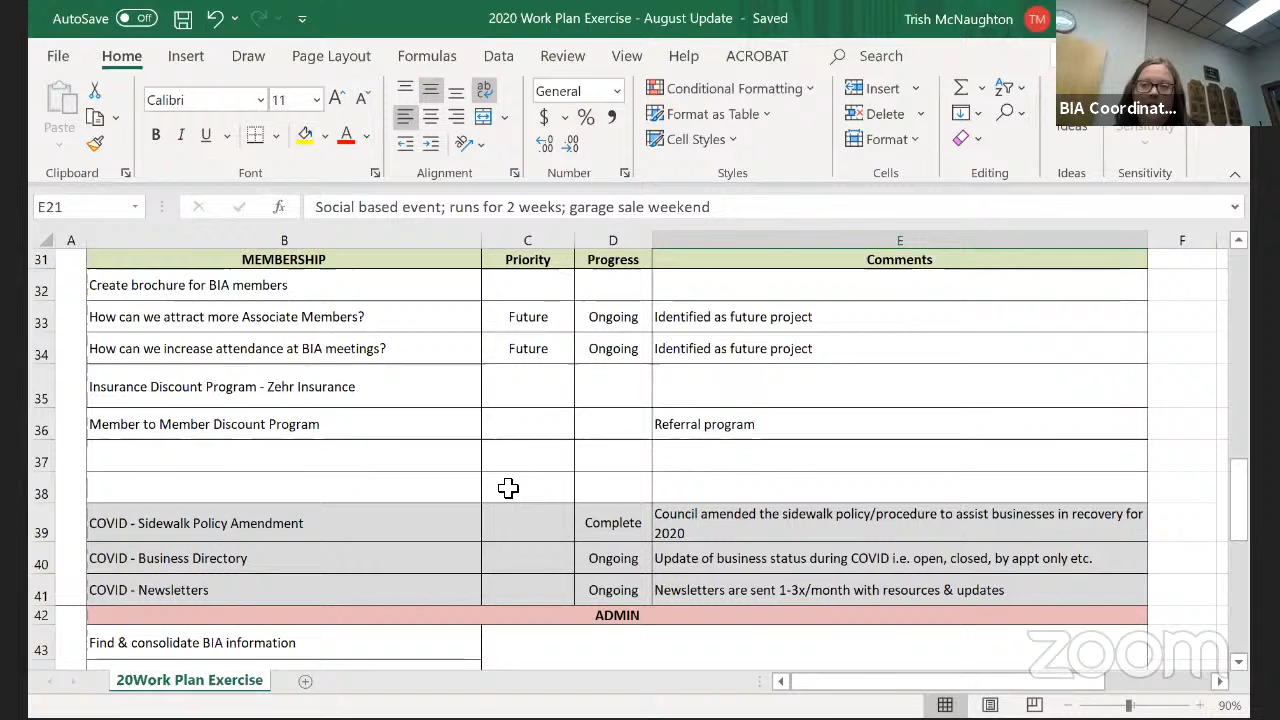 AutoSave Off 2020 Work Plan Exercise - August Update - Saved Trish McNaughton TM
File Home Insert Draw Page Layout Formulas Data Review View Help ACROBAT Search
BIA Coordinat...
Paste Calibri 11 A A General Conditional Formatting Insert
B I U A ab $ % , Format as Table Delete
Cell Styles Format Ideas
Clipboard Font Alignment Number Styles Cells Editing Ideas Sensitivity
E21 fx Social based event; runs for 2 weeks; garage sale weekend
A B C D E F
31 MEMBERSHIP Priority Progress Comments
32 Create brochure for BIA members
33 How can we attract more Associate Members? Future Ongoing Identified as future project
34 How can we increase attendance at BIA meetings? Future Ongoing Identified as future project
35 Insurance Discount Program - Zehr Insurance
36 Member to Member Discount Program Referral program
37
38
39 COVID - Sidewalk Policy Amendment Complete Council amended the sidewalk policy/procedure to assist businesses in recovery for
2020
40 COVID - Business Directory Ongoing Update of business status during COVID i.e. open, closed, by appt only etc.
41 COVID - Newsletters Ongoing Newsletters are sent 1-3x/month with resources & updates
42 ADMIN
43 Find & consolidate BIA information
zoom
20Work Plan Exercise
90%